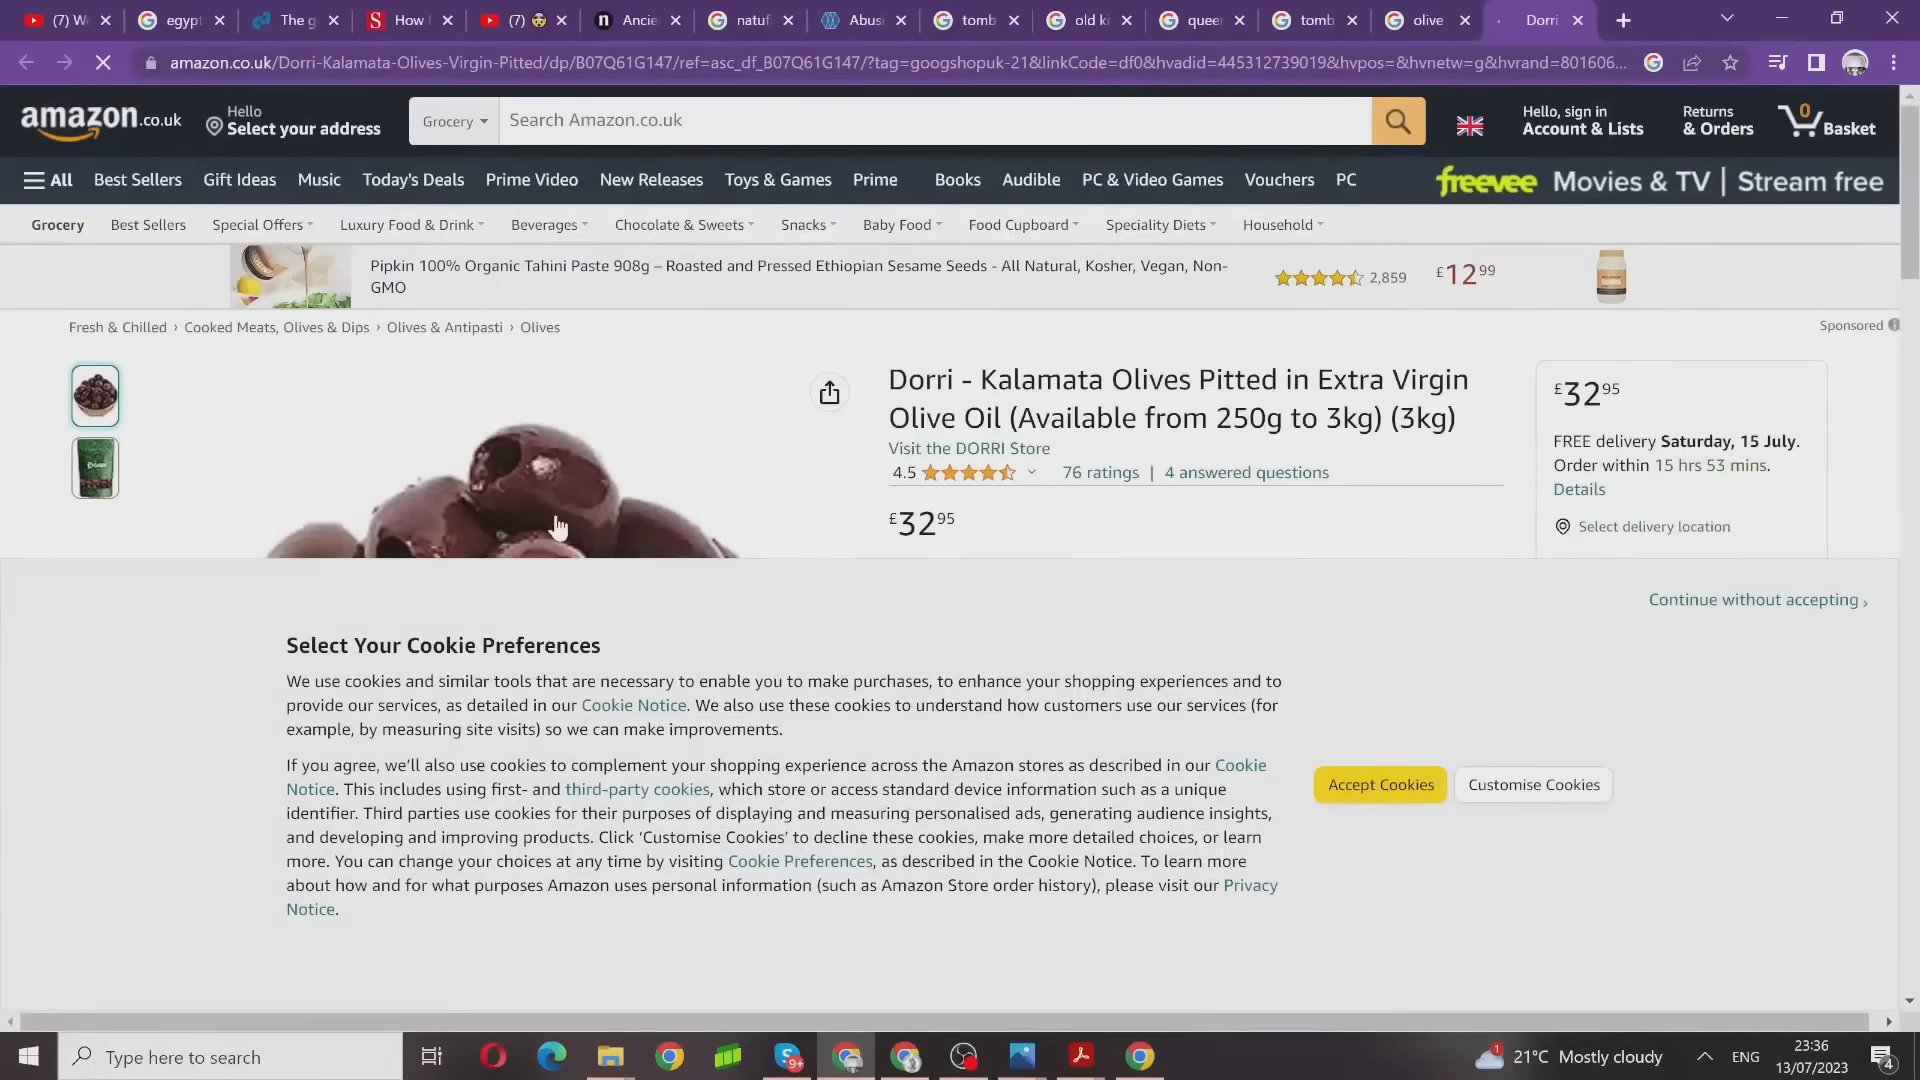 (7) W
egypt
The g
How
(7)
Ancie
natuf
Abus
tomb
old ki
queer
tomb
olive
Dorri
amazon.co.uk/Dorri-Kalamata-Olives-Virgin-Pitted/dp/B07Q61G147/ref=asc_df_B07Q61G147/?tag=googshopuk-21&linkCode=df0&hvadid=445312739019&hvpos=&hvnetw=g&hvrand=801606...
amazon.co.uk
Hello
Select your address
Grocery
Search Amazon.co.uk
Hello, sign in
Account & Lists
Returns
& Orders
0
Basket
All
Best Sellers
Gift Ideas
Music
Today's Deals
Prime Video
New Releases
Toys & Games
Prime
Books
Audible
PC & Video Games
Vouchers
PC
freevee Movies & TV | Stream free
Grocery
Best Sellers
Special Offers
Luxury Food & Drink
Beverages
Chocolate & Sweets
Snacks
Baby Food
Food Cupboard
Speciality Diets
Household
Pipkin 100% Organic Tahini Paste 908g – Roasted and Pressed Ethiopian Sesame Seeds - All Natural, Kosher, Vegan, Non-
GMO
2,859
£12 99
Fresh & Chilled › Cooked Meats, Olives & Dips › Olives & Antipasti › Olives
Sponsored
Dorri - Kalamata Olives Pitted in Extra Virgin
Olive Oil (Available from 250g to 3kg) (3kg)
Visit the DORRI Store
4.5
76 ratings | 4 answered questions
£32 95
£32 95
FREE delivery Saturday, 15 July.
Order within 15 hrs 53 mins.
Details
Select delivery location
Continue without accepting ›
Select Your Cookie Preferences
We use cookies and similar tools that are necessary to enable you to make purchases, to enhance your shopping experiences and to
provide our services, as detailed in our Cookie Notice. We also use these cookies to understand how customers use our services (for
example, by measuring site visits) so we can make improvements.
If you agree, we’ll also use cookies to complement your shopping experience across the Amazon stores as described in our Cookie
Notice. This includes using first- and third-party cookies, which store or access standard device information such as a unique
identifier. Third parties use cookies for their purposes of displaying and measuring personalised ads, generating audience insights,
and developing and improving products. Click ‘Customise Cookies’ to decline these cookies, make more detailed choices, or learn
more. You can change your choices at any time by visiting Cookie Preferences, as described in the Cookie Notice. To learn more
about how and for what purposes Amazon uses personal information (such as Amazon Store order history), please visit our Privacy
Notice.
Accept Cookies
Customise Cookies
Type here to search
9+
1
21°C Mostly cloudy
ENG
23:36
13/07/2023
4